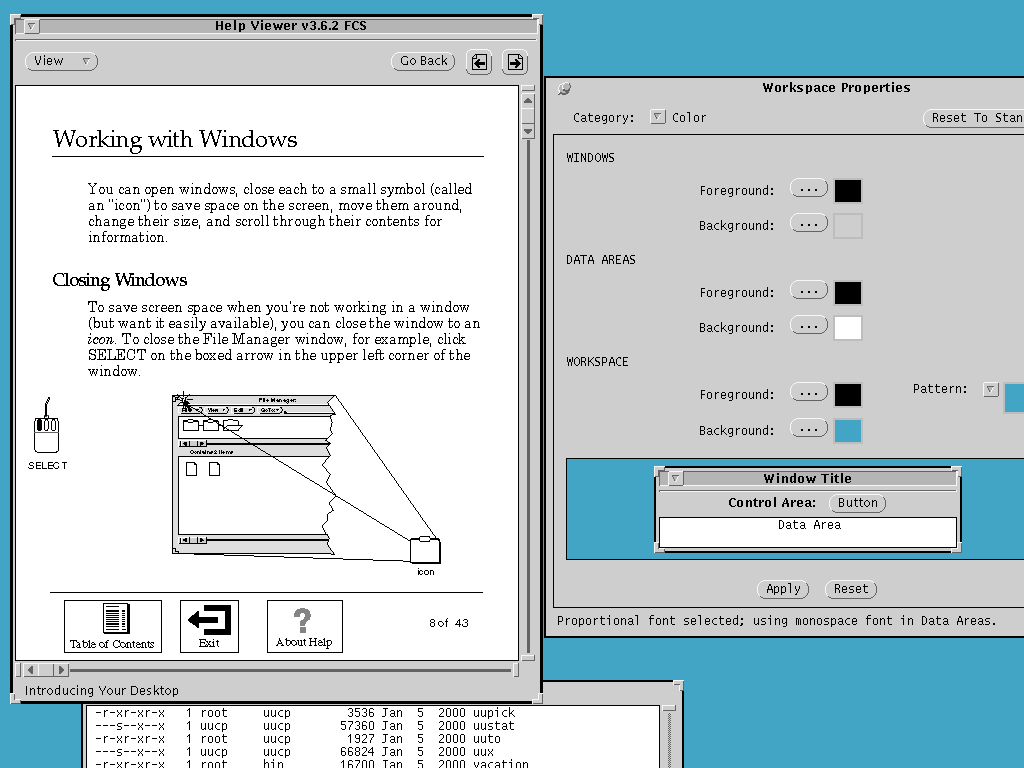 Help Viewer v3.6.2 FCS
View
Go Back
Working with Windows
You can open windows, close each to a small symbol (called
an "icon") to save space on the screen, move them around,
change their size, and scroll through their contents for
information.
Closing Windows
To save screen space when you're not working in a window
(but want it easily available), you can close the window to an
icon. To close the File Manager window, for example, click
SELECT on the boxed arrow in the upper left corner of the
window.
SELECT
File Manager:
View
Edit
GoTo:
Contains 2 items
icon
Table of Contents
Exit
?
About Help
8 of 43
Introducing Your Desktop
Workspace Properties
Category:
Color
Reset To Stan
WINDOWS
Foreground:
...
Background:
...
DATA AREAS
Foreground:
...
Background:
...
WORKSPACE
Foreground:
...
Pattern:
Background:
...
Window Title
Control Area:
Button
Data Area
Apply
Reset
Proportional font selected; using monospace font in Data Areas.
-r-xr-xr-x 1 root uucp 3536 Jan 5 2000 uupick
---s--x--x 1 uucp uucp 57360 Jan 5 2000 uustat
-r-xr-xr-x 1 root uucp 1927 Jan 5 2000 uuto
---s--x--x 1 uucp uucp 66824 Jan 5 2000 uux
-r-xr-xr-x 1 root bin 16700 Jan 5 2000 vacation